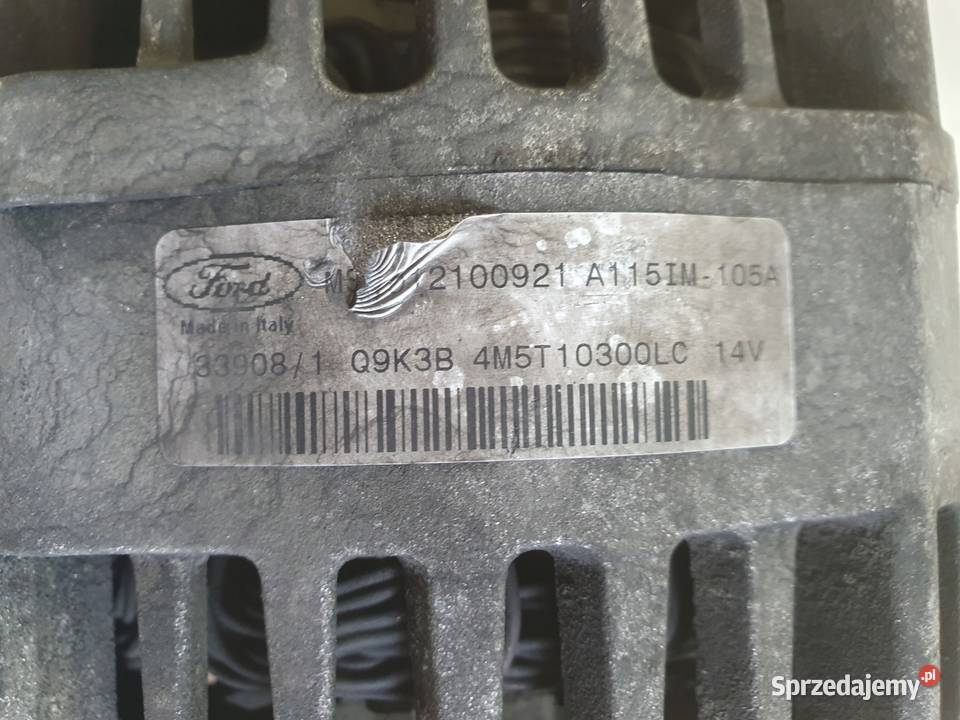 Ford
2100921 A115IM-105A
Made in Italy
33908/1 Q9K3B 4M5T10300LC 14V
Sprzedajemy.pl